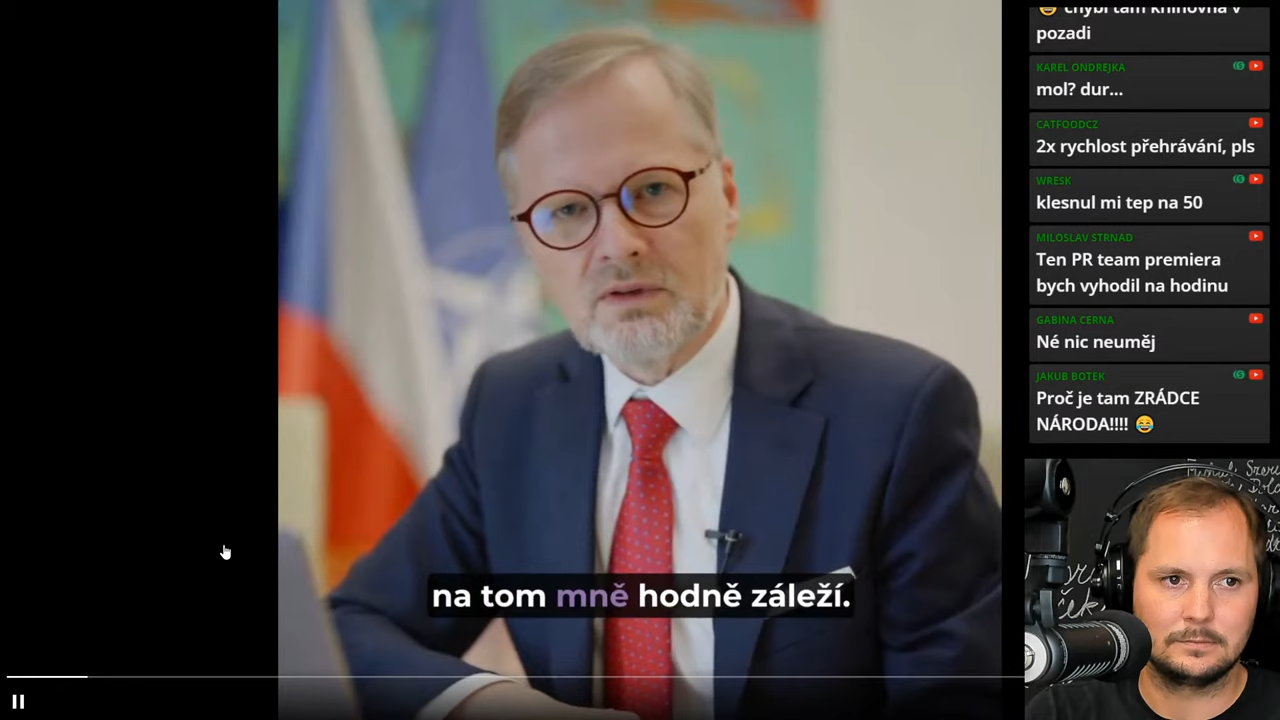 😀 chybí tam knihovna v
pozadi
KAREL ONDREJKA
mol? dur...
CATFOODCZ
2x rychlost přehrávání, pls
WRESK
klesnul mi tep na 50
MILOSLAV STRNAD
Ten PR team premiera
bych vyhodil na hodinu
GABINA CERNA
Né nic neuměj
JAKUB BOTEK
Proč je tam ZRÁDCE
NÁRODA!!!! 😂
na tom mně hodně záleží.